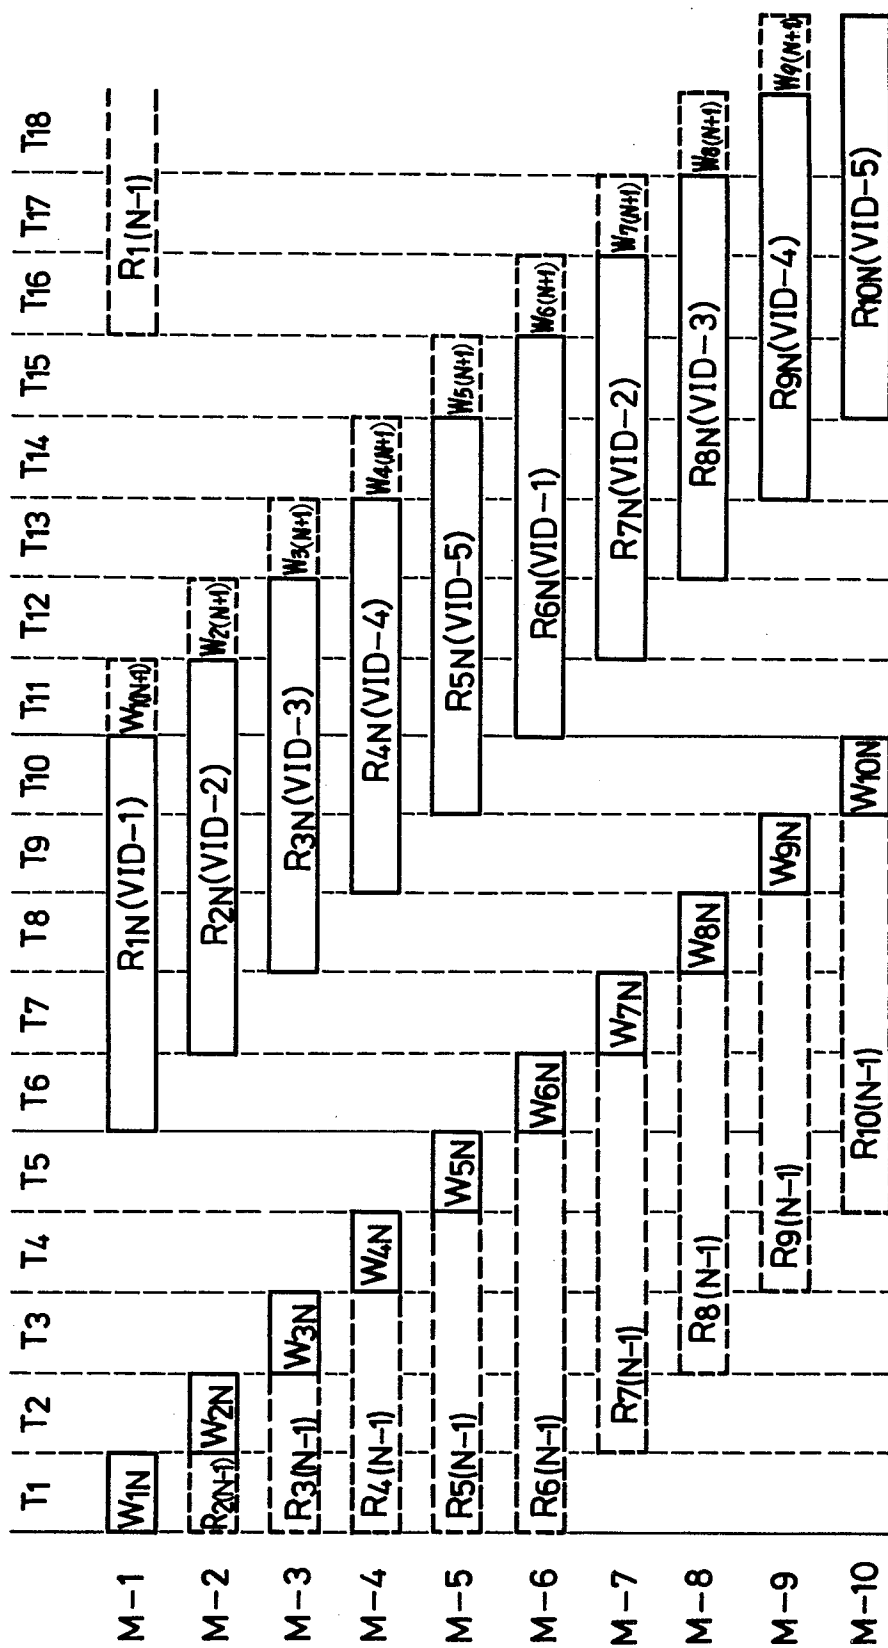 T1 T2 T3 T4 T5 T6 T7 T8 T9 T10 T11 T12 T13 T14 T15 T16 T17 T18
M-1 W1N R1N(VID-1) W1(N+1) R1(N-1)
M-2 R2(N-1) W2N R2N(VID-2) W2(N+1)
M-3 R3(N-1) W3N R3N(VID-3) W3(N+1)
M-4 R4(N-1) W4N R4N(VID-4) W4(N+1)
M-5 R5(N-1) W5N R5N(VID-5) W5(N+1)
M-6 R6(N-1) W6N R6N(VID-1) W6(N+1)
M-7 R7(N-1) W7N R7N(VID-2) W7(N+1)
M-8 R8(N-1) W8N R8N(VID-3) W8(N+1)
M-9 R9(N-1) W9N R9N(VID-4) W9(N+1)
M-10 R10(N-1) W10N R10N(VID-5)